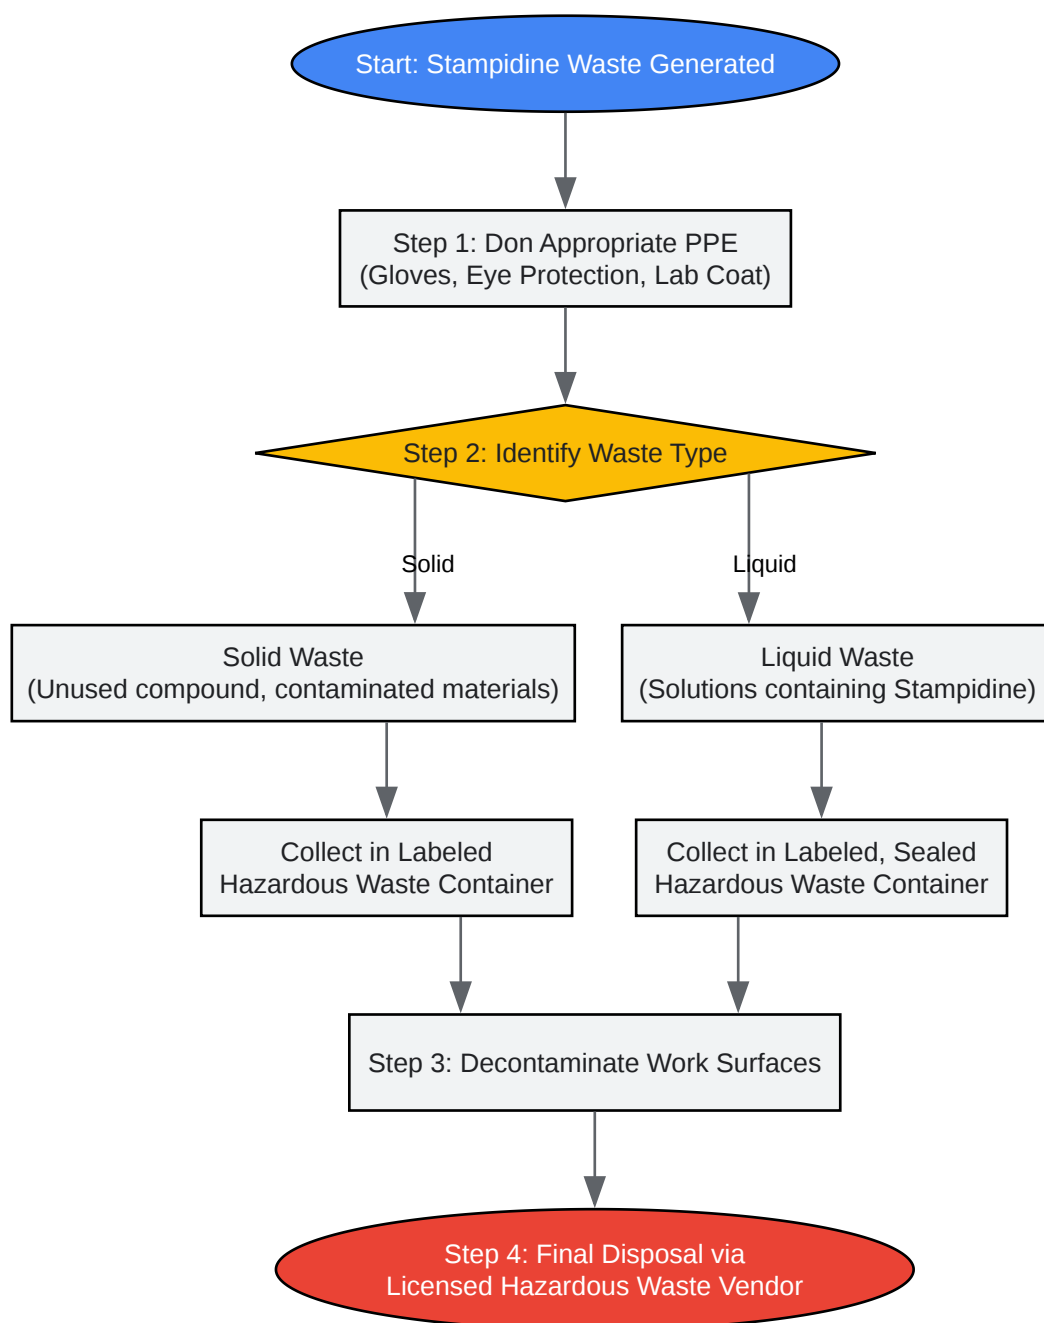 Start: Stampidine Waste Generated
Step 1: Don Appropriate PPE
(Gloves, Eye Protection, Lab Coat)
Step 2: Identify Waste Type
Solid
Liquid
Solid Waste
(Unused compound, contaminated materials)
Liquid Waste
(Solutions containing Stampidine)
Collect in Labeled
Hazardous Waste Container
Collect in Labeled, Sealed
Hazardous Waste Container
Step 3: Decontaminate Work Surfaces
Step 4: Final Disposal via
Licensed Hazardous Waste Vendor